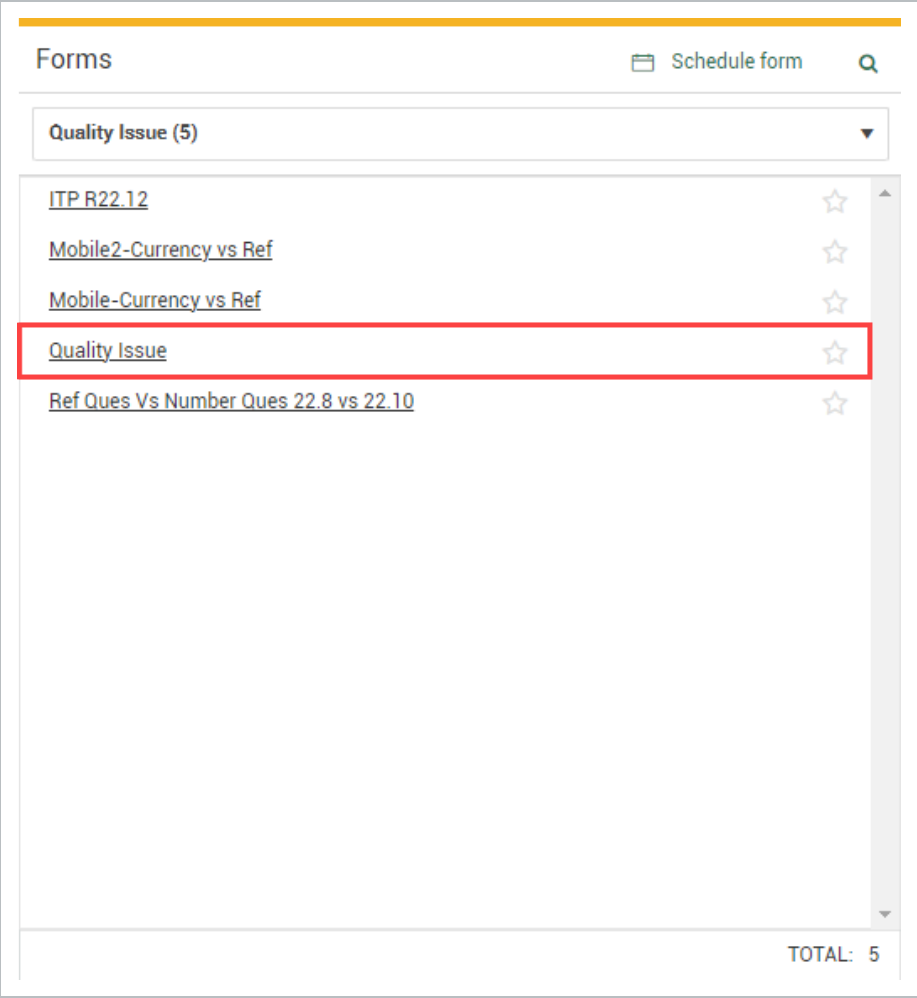 Forms Schedule form
Quality Issue (5)
ITP R22.12
Mobile2-Currency vs Ref
Mobile-Currency vs Ref
Quality Issue
Ref Ques Vs Number Ques 22.8 vs 22.10
TOTAL: 5